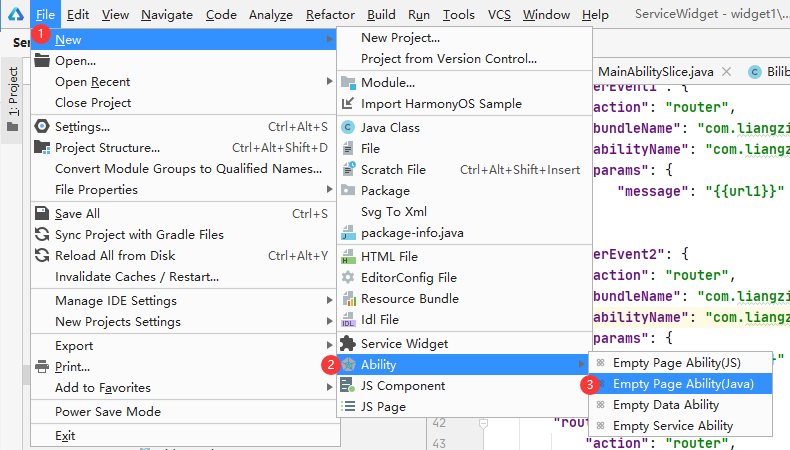 File Edit View Navigate Code Analyze Refactor Build Run Tools VCS Window Help ServiceWidget - widget1\
1
Ser
1: Project
New
Open...
Open Recent
Close Project
Settings... Ctrl+Alt+S
Project Structure... Ctrl+Alt+Shift+D
Convert Module Groups to Qualified Names...
File Properties
Save All Ctrl+S
Sync Project with Gradle Files
Reload All from Disk Ctrl+Alt+Y
Invalidate Caches / Restart...
Manage IDE Settings
New Projects Settings
Export
Print...
Add to Favorites
Power Save Mode
Exit
New Project...
Project from Version Control...
Module...
Import HarmonyOS Sample
Java Class
File
Scratch File Ctrl+Alt+Shift+Insert
Package
Svg To Xml
package-info.java
HTML File
EditorConfig File
Resource Bundle
Idl File
Service Widget
2 Ability
JS Component
JS Page
Empty Page Ability(JS)
3 Empty Page Ability(Java)
Empty Data Ability
Empty Service Ability
MainAbilitySlice.java Bilib
erEvent1": {
action": "router",
bundleName": "com.liangzi
abilityName": "com.liangz
params": {
"message": "{{url1}}"
erEvent2": {
action": "router",
bundleName": "com.liangzi
abilityName": "com.liangz
params": {
42 "rou
43 "action": "router",